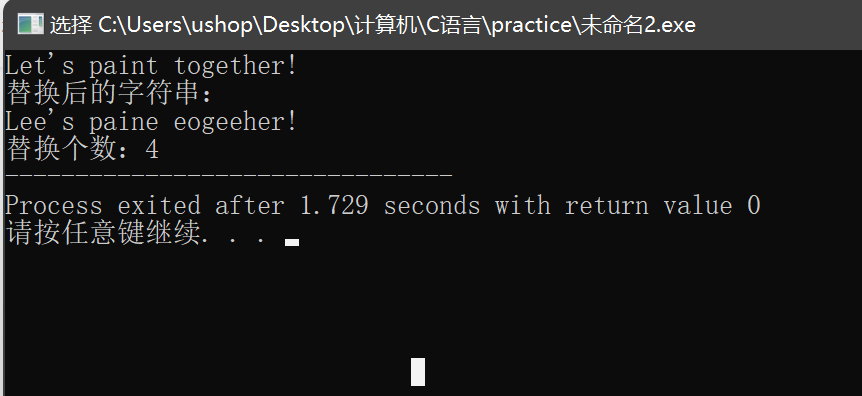 选择 C:\Users\ushop\Desktop\计算机\C语言\practice\未命名2.exe
Let's paint together!
替换后的字符串：
Lee's paine eogeeher!
替换个数：4
--------------------------------
Process exited after 1.729 seconds with return value 0
请按任意键继续. . .